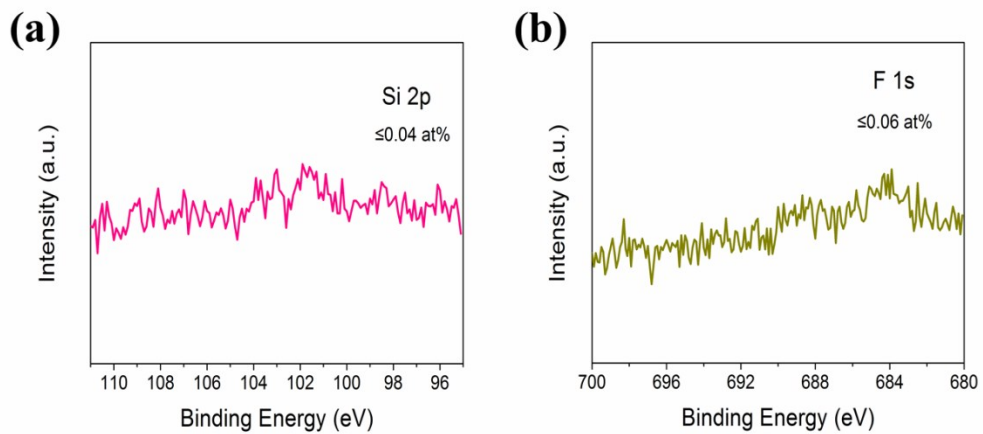 (a)
Si 2p
≤0.04 at%
Intensity (a.u.)
110 108 106 104 102 100 98 96
Binding Energy (eV)
(b)
F 1s
≤0.06 at%
Intensity (a.u.)
700 696 692 688 684 680
Binding Energy (eV)